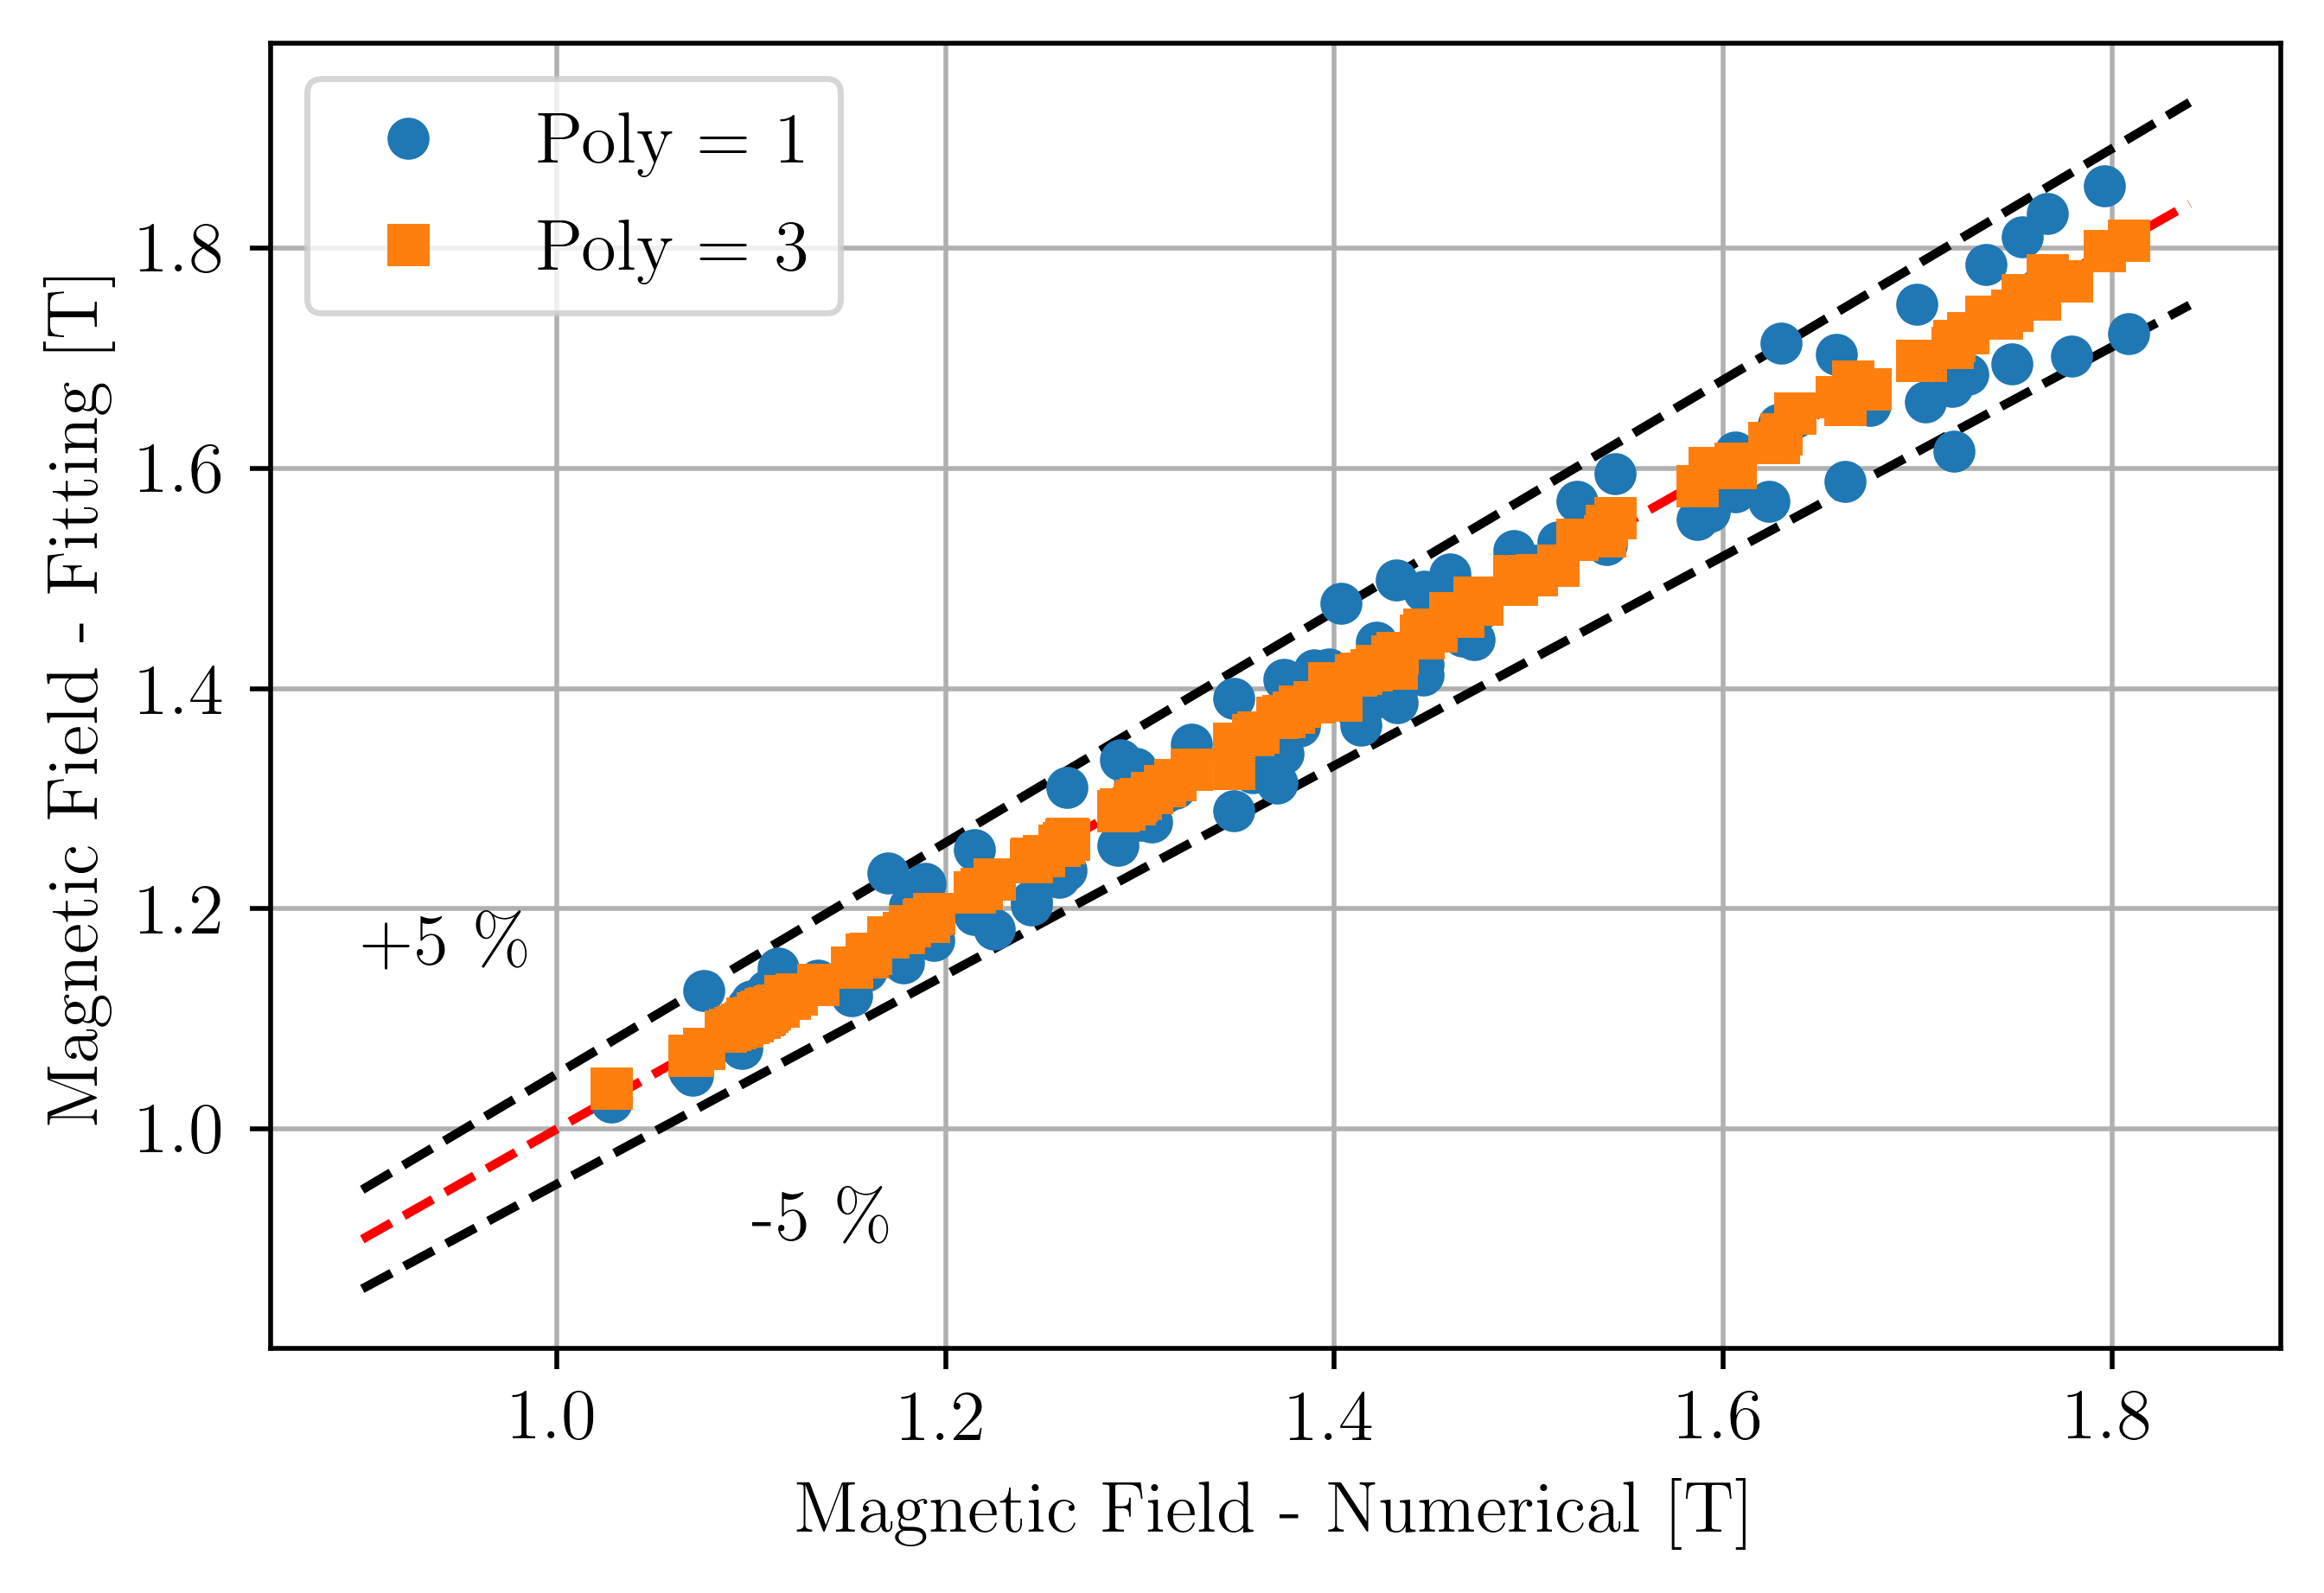 Poly = 1
Poly = 3
+5 %
-5 %
1.8
1.6
1.4
1.2
1.0
Magnetic Field - Fitting [T]
1.0 1.2 1.4 1.6 1.8
Magnetic Field - Numerical [T]